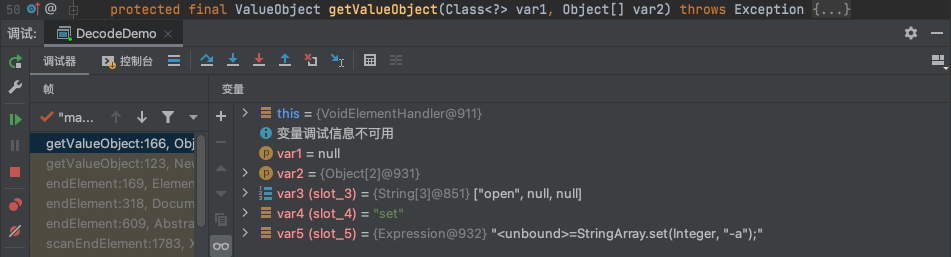 50 @ protected final ValueObject getValueObject(Class<?> var1, Object[] var2) throws Exception {...}
调试: DecodeDemo ×
调试器 控制台
帧 变量
"ma...
getValueObject:166, Obj
getValueObject:123, New
endElement:169, Elemen
endElement:318, Docum
endElement:609, Abstra
scanEndElement:1783, X
this = {VoidElementHandler@911}
变量调试信息不可用
var1 = null
var2 = {Object[2]@931}
var3 (slot_3) = {String[3]@851} ["open", null, null]
var4 (slot_4) = "set"
var5 (slot_5) = {Expression@932} "<unbound>=StringArray.set(Integer, "-a");"